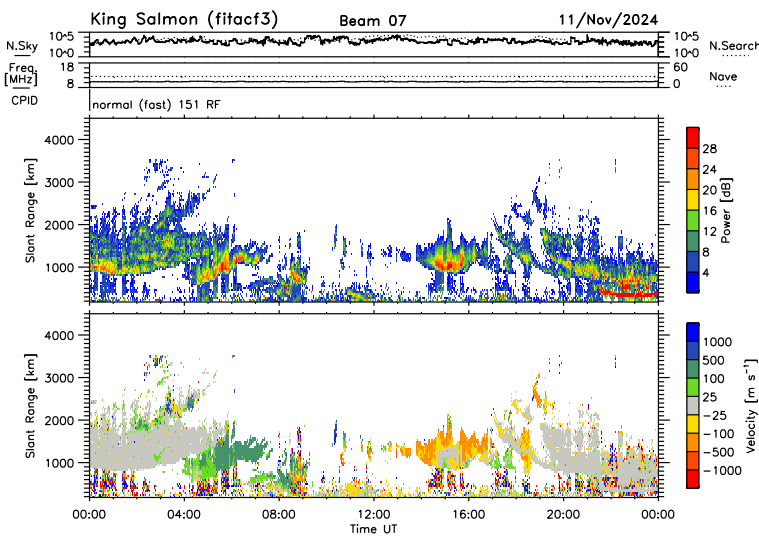 King Salmon (fitacf3) Beam 07 11/Nov/2024
N.Sky 10^5 10^0 10^5 10^0 N.Search
Freq. [MHz] 18 8 60 0 Nave
CPID normal (fast) 151 RF
Slant Range [km]
4000
3000
2000
1000
Power [dB]
28
24
20
16
12
8
4
Slant Range [km]
4000
3000
2000
1000
Velocity [m s⁻¹]
1000
500
100
25
-25
-100
-500
-1000
00:00 04:00 08:00 12:00 16:00 20:00 00:00
Time UT